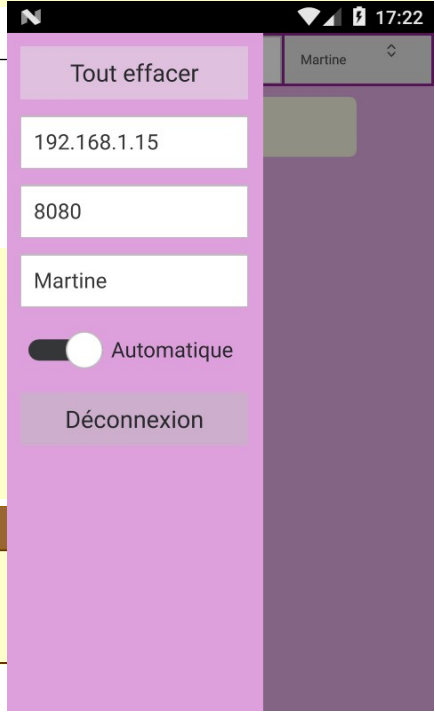 17:22
Tout effacer
Martine
192.168.1.15
8080
Martine
Automatique
Déconnexion